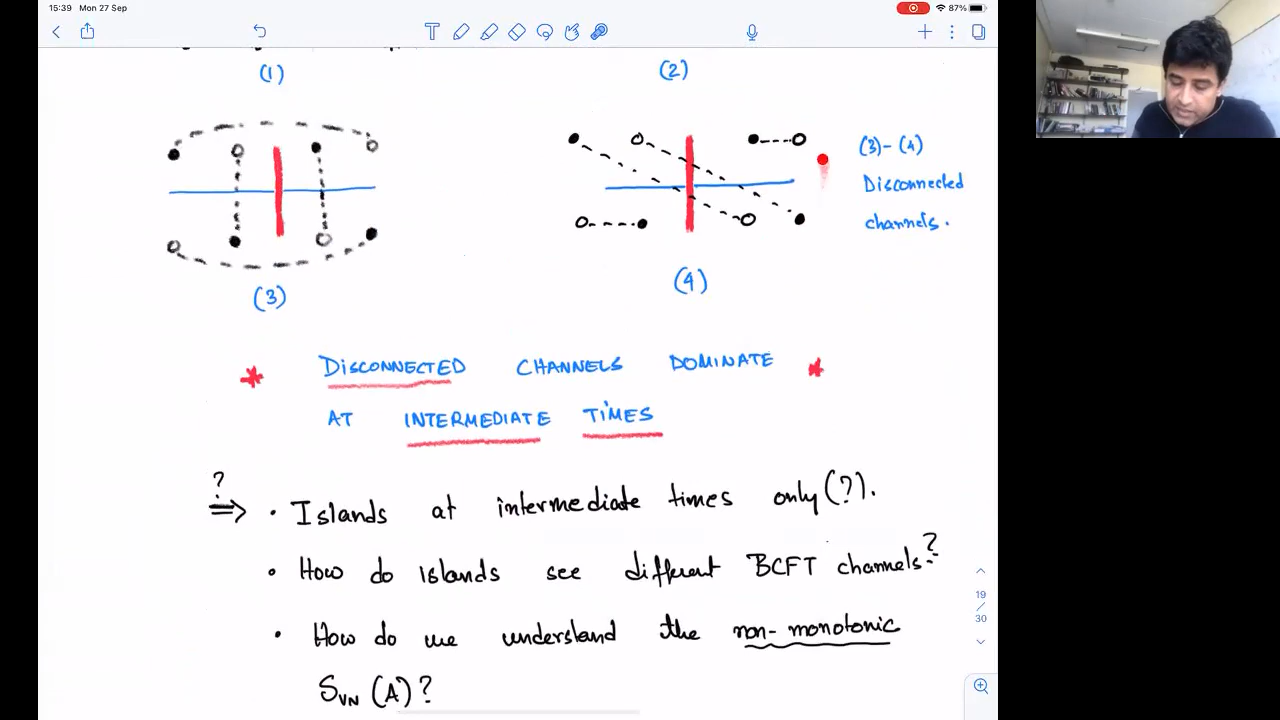 15:39 Mon 27 Sep
87%
(1)
(2)
(3)
(4)
(3)-(4)
Disconnected
channels.
* DISCONNECTED CHANNELS DOMINATE *
AT INTERMEDIATE TIMES
?
⇒ • Islands at intermediate times only(?).
• How do islands see different BCFT channels?
• How do we understand the non-monotonic
S_VN (A)?
19
/
30